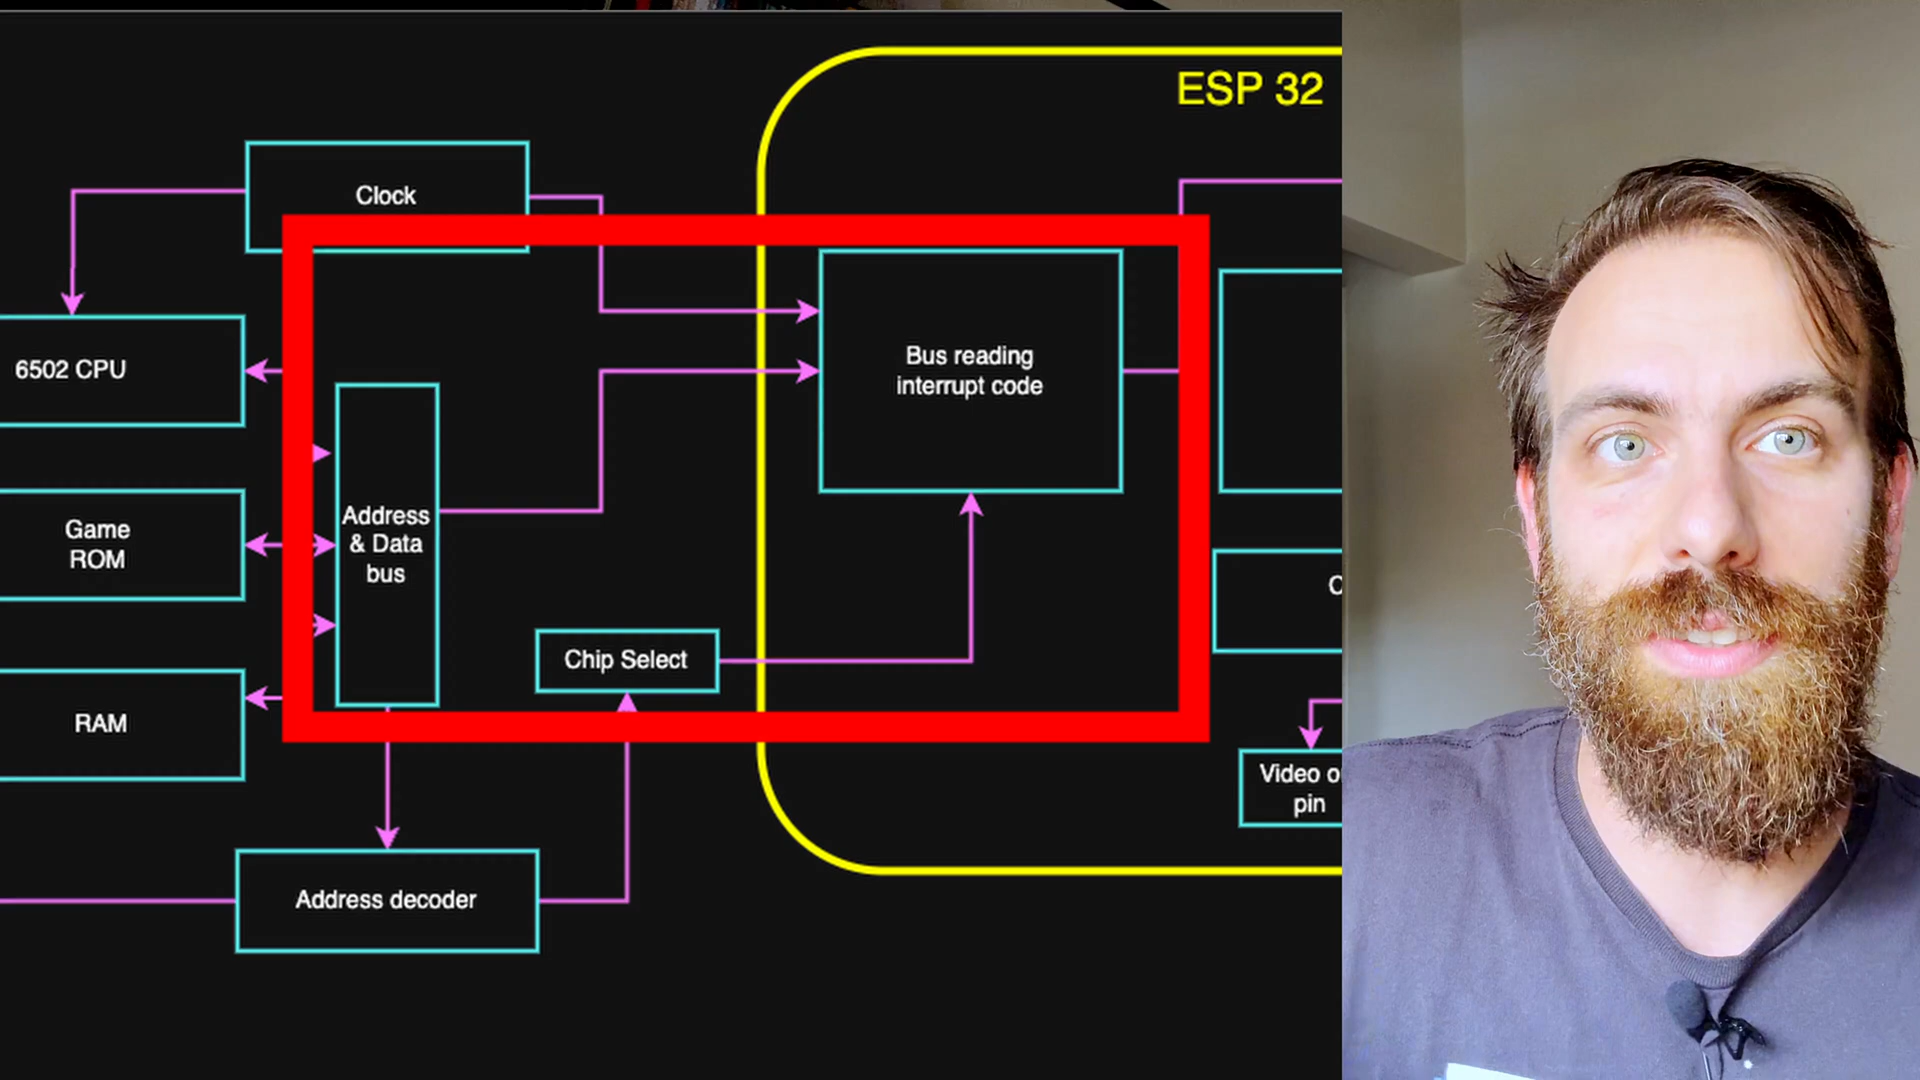 ESP 32
Clock
6502 CPU
Bus reading
interrupt code
Game
ROM
Address
& Data
bus
Chip Select
RAM
Video
pin
Address decoder